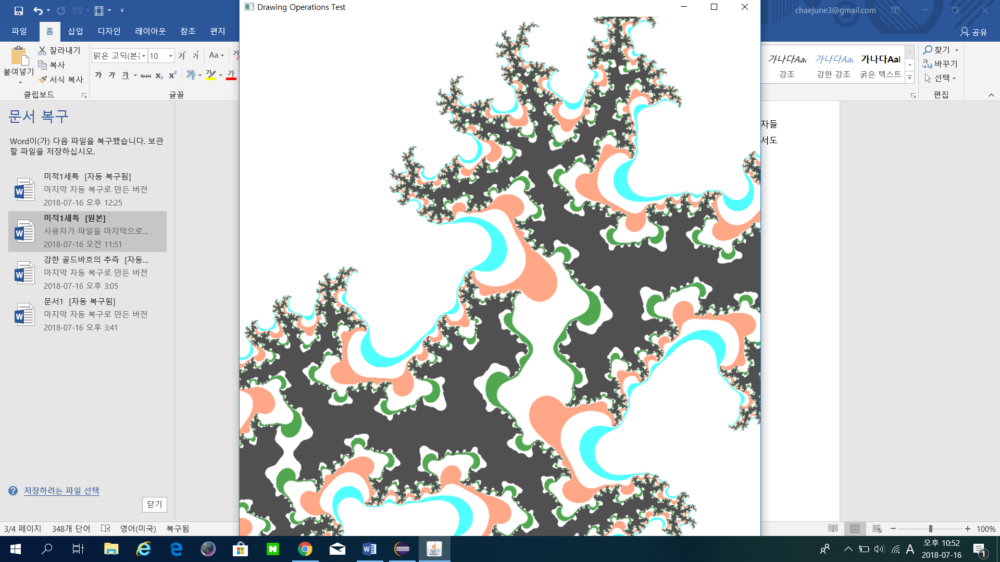 Drawing Operations Test
chaejune3@gmail.com
파일 홈 삽입 디자인 레이아웃 참조 편지
공유
붙여넣기
잘라내기
복사
서식 복사
클립보드
맑은 고딕(본
10
가 가 Aa
가 가 가 abc x₂ x² 가 가 가
글꼴
가나다AaI 가나다AaI 가나다AaI
강조 강한 강조 굵은 텍스트
찾기
바꾸기
선택
편집
문서 복구
Word이(가) 다음 파일을 복구했습니다. 보관
할 파일을 저장하십시오.
미적1세특 [자동 복구됨]
마지막 자동 복구로 만든 버전
2018-07-16 오후 12:25
미적1세특 [원본]
사용자가 파일을 마지막으로...
2018-07-16 오전 11:51
강한 골드바흐의 추측 [자동...
마지막 자동 복구로 만든 버전
2018-07-16 오후 3:05
문서1 [자동 복구됨]
마지막 자동 복구로 만든 버전
2018-07-16 오후 3:41
저장하려는 파일 선택
닫기
자들
서도
3/4 페이지 348개 단어 영어(미국) 복구됨
100%
A
오후 10:52
2018-07-16
1